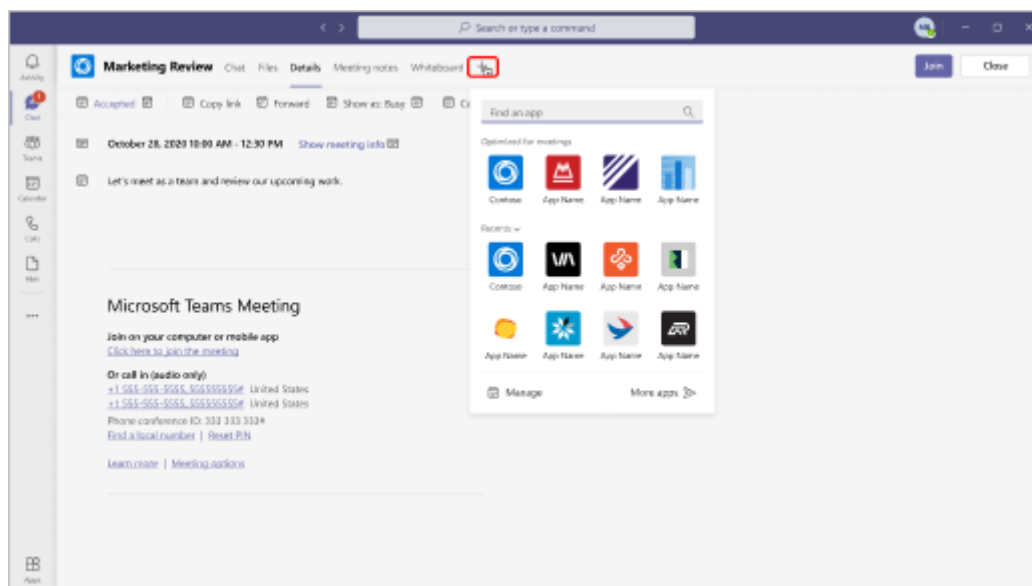 Search or type a command
Activity
Chat
Teams
Calendar
Calls
Files
Apps
Marketing Review Chat Files Details Meeting notes Whiteboard
Join Close
Accepted Copy link Forward Show as: Busy
October 28, 2020 10:00 AM - 12:30 PM Show meeting info
Let's meet as a team and review our upcoming work.
Microsoft Teams Meeting
Join on your computer or mobile app
Click here to join the meeting
Or call in (audio only)
+1 555-555-5555,,555555555# United States
+1 555-555-5555,,555555555# United States
Phone conference ID: 333 333 333#
Find a local number | Reset PIN
Learn more | Meeting options
Find an app
Optimized for meetings
Contoso App Name App Name App Name
Recents
Contoso App Name App Name App Name
App Name App Name App Name App Name
Manage More apps